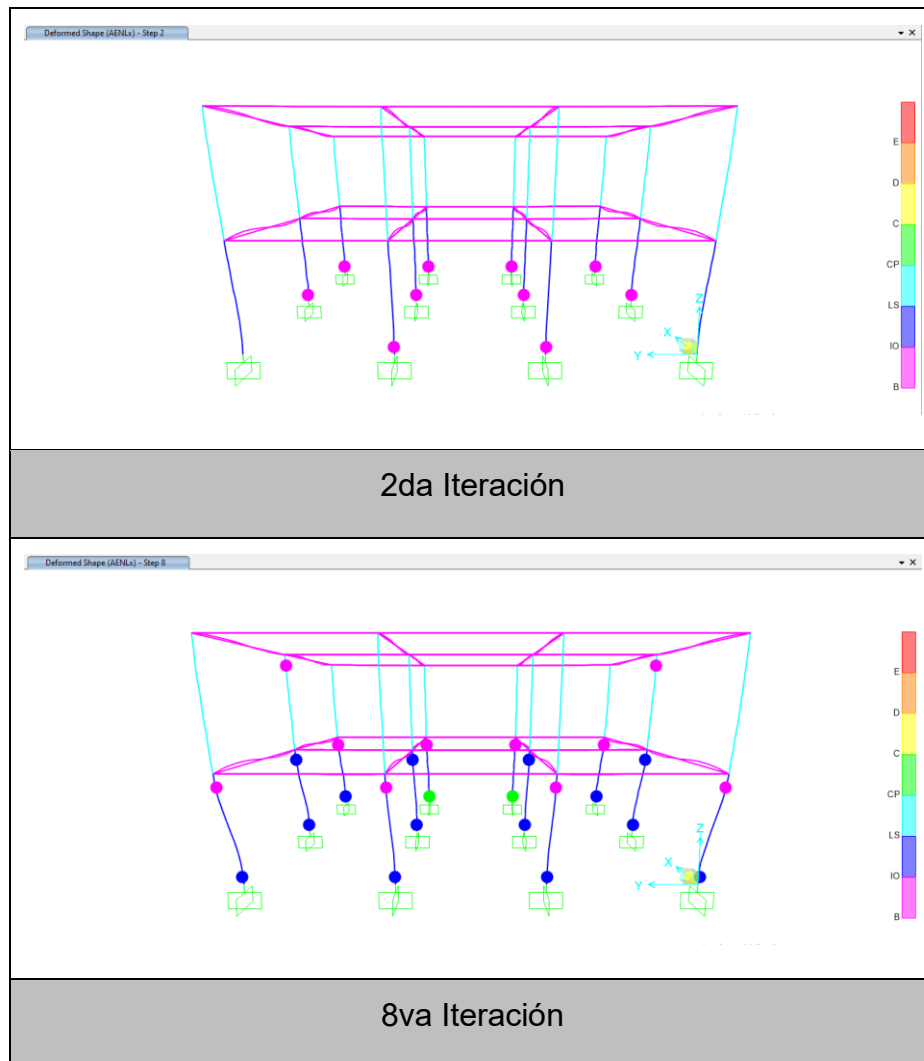 Deformed Shape (AENLx) - Step 2
E
D
C
CP
LS
IO
B
Z
X
Y
2da Iteración
Deformed Shape (AENLx) - Step 8
E
D
C
CP
LS
IO
B
Z
X
Y
8va Iteración